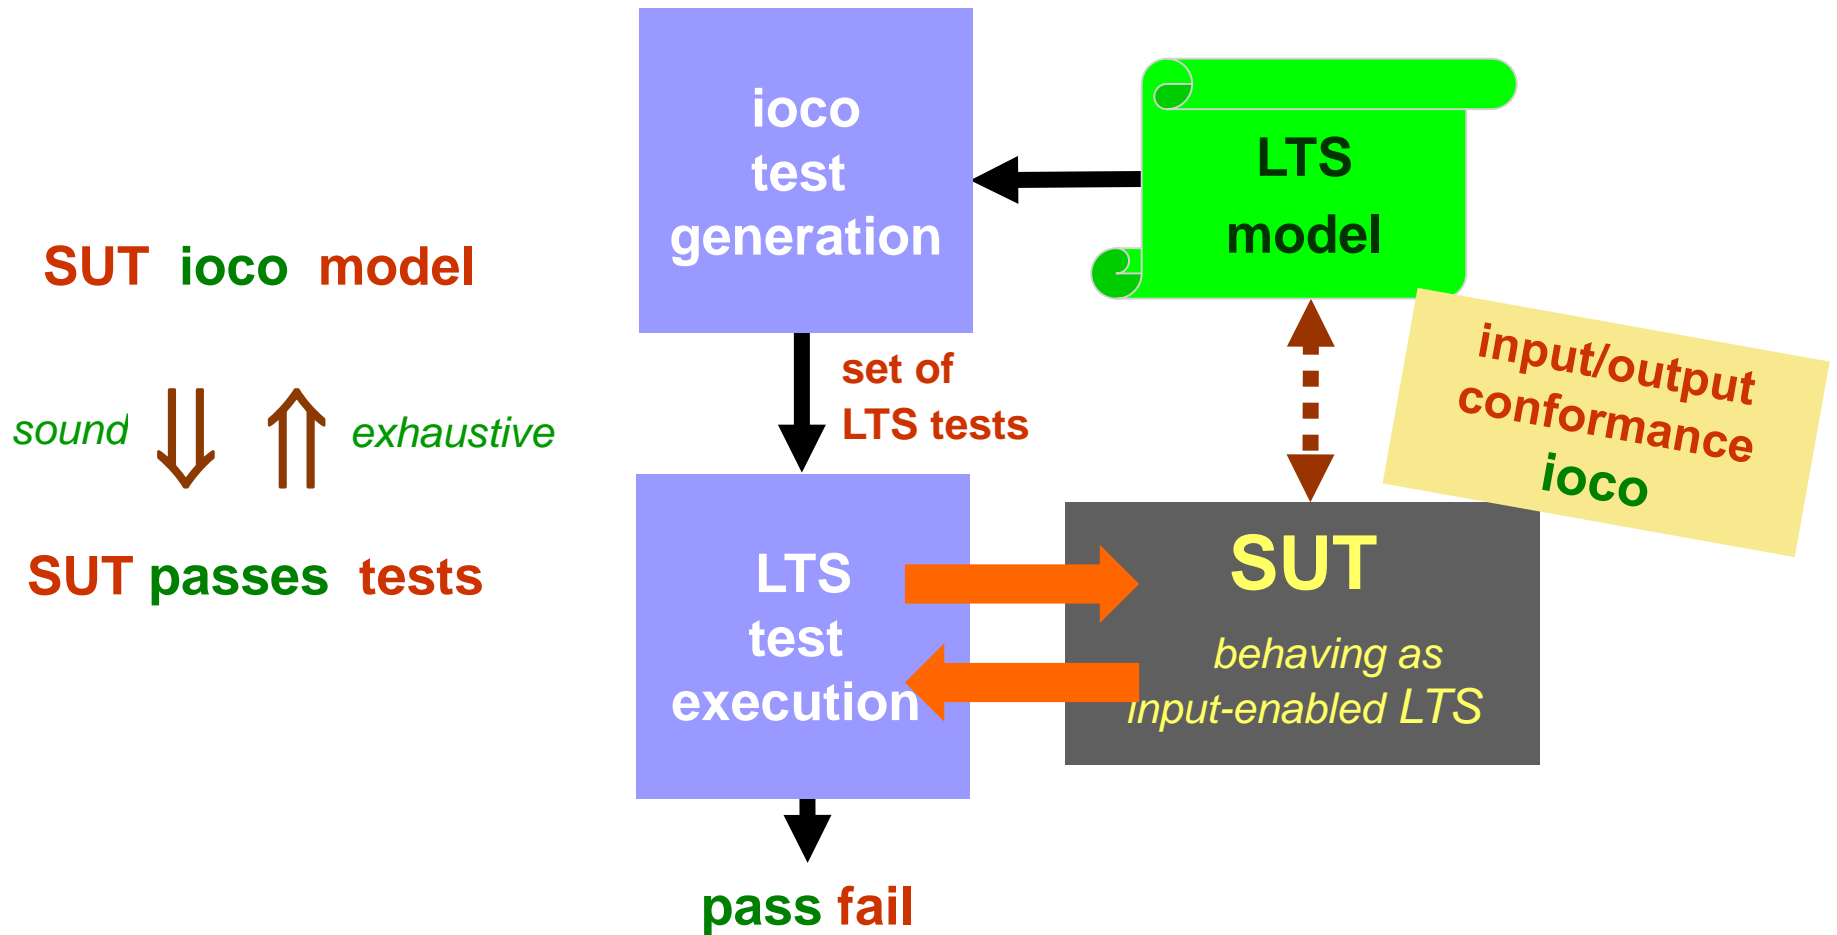 ioco
test
generation
LTS
model
SUT ioco model
input/output
conformance
ioco
set of
LTS tests
sound
exhaustive
SUT passes tests
LTS
test
execution
SUT
behaving as
input-enabled LTS
pass fail